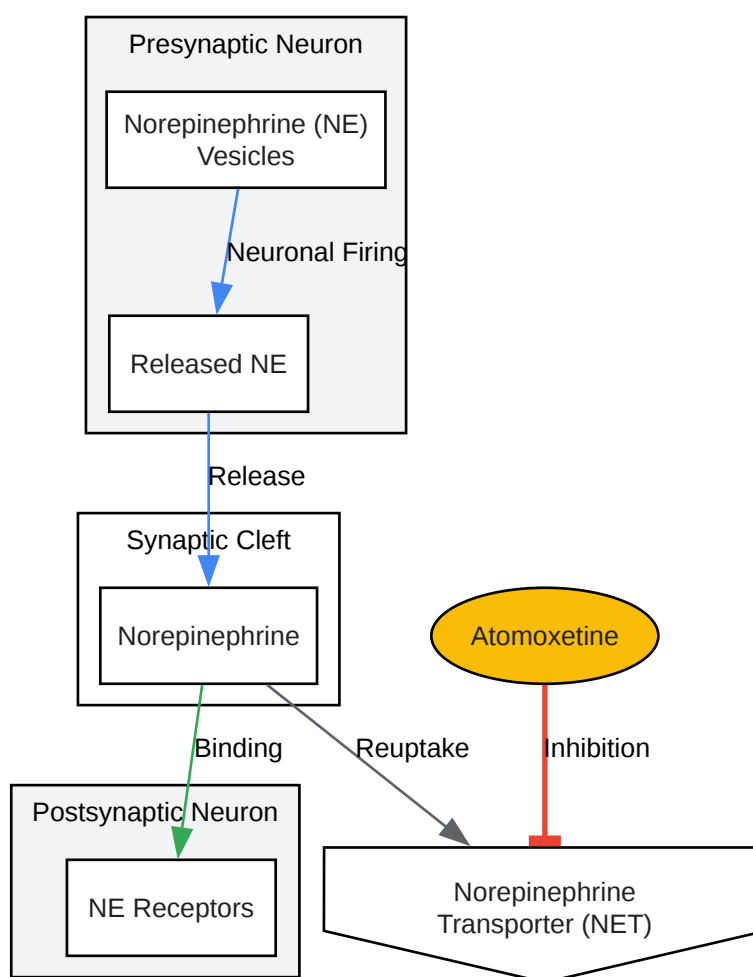 Presynaptic Neuron
Norepinephrine (NE)
Vesicles
Neuronal Firing
Released NE
Release
Synaptic Cleft
Norepinephrine
Atomoxetine
Binding
Reuptake
Inhibition
Postsynaptic Neuron
NE Receptors
Norepinephrine
Transporter (NET)